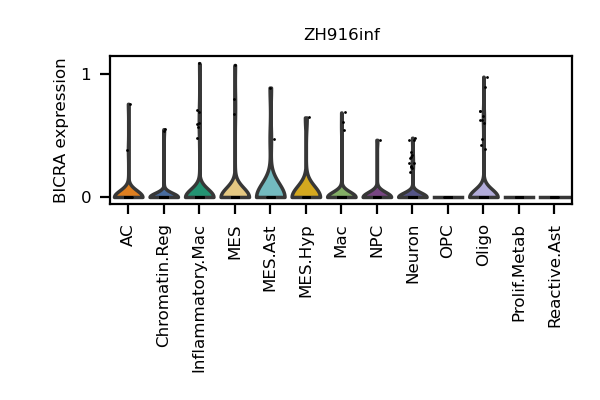 ZH916inf
BICRA expression
1
0
AC
Chromatin.Reg
Inflammatory.Mac
MES
MES.Ast
MES.Hyp
Mac
NPC
Neuron
OPC
Oligo
Prolif.Metab
Reactive.Ast